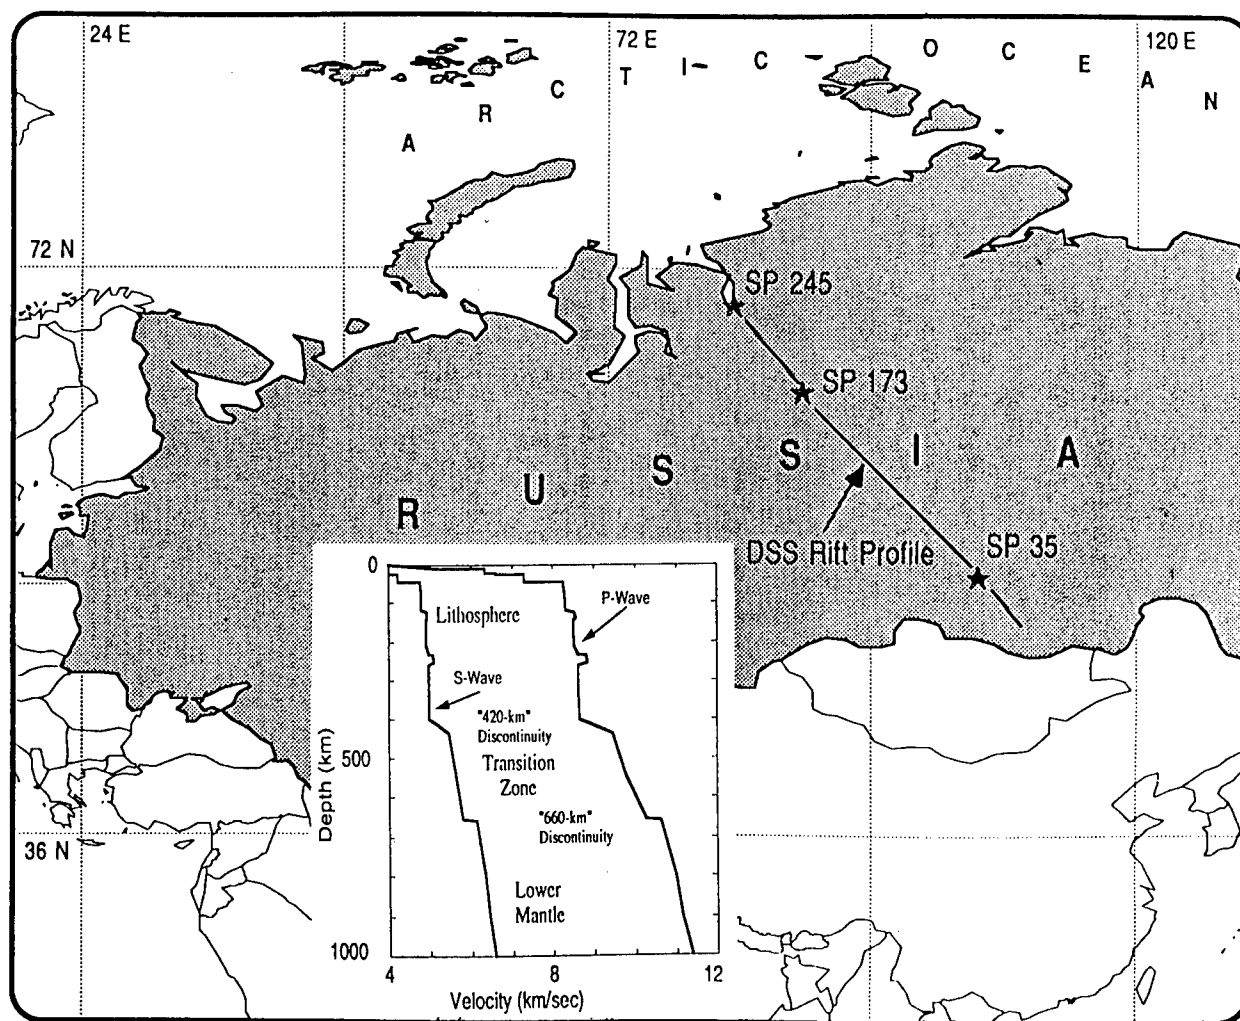 24 E
72 E
120 E
A R C T I C O C E A N
72 N
SP 245
SP 173
R U S S I A
DSS Rift Profile
SP 35
0
P-Wave
Lithosphere
S-Wave
"420-km"
Discontinuity
500
Transition
Zone
Depth (km)
"660-km"
Discontinuity
36 N
Lower
Mantle
1000
4
8
12
Velocity (km/sec)